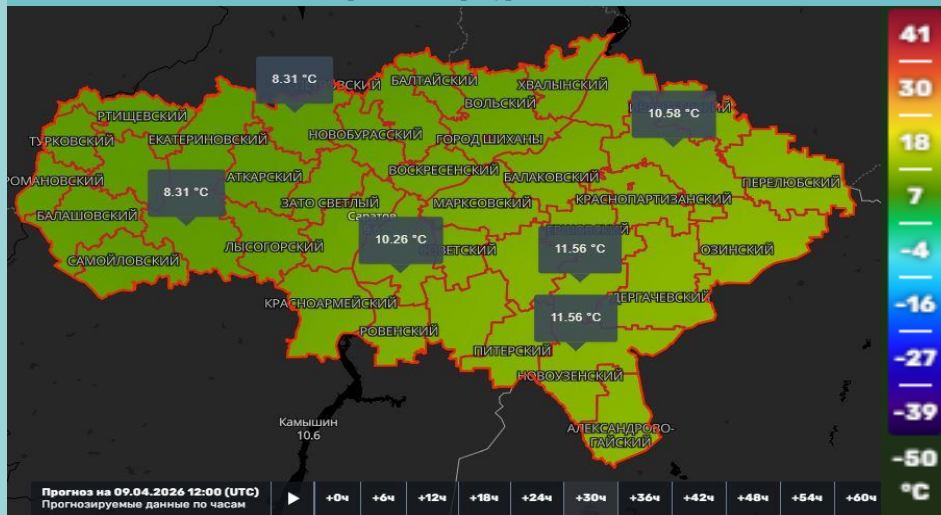 8.31 °C
БАЛТАЙСКИЙ
ХВАЛЫНСКИЙ
ВОЛЬСКИЙ
10.58 °C
РТИЩЕВСКИЙ
ТУРКОВСКИЙ
ЕКАТЕРИНОВСКИЙ
НОВОБУРАССКИЙ
ГОРОД ШИХАНЫ
РОМАНОВСКИЙ
8.31 °C
АТКАРСКИЙ
ВОСКРЕСЕНСКИЙ
БАЛАКОВСКИЙ
ПЕРЕЛЮБСКИЙ
БАЛАШОВСКИЙ
ЗАТО СВЕТЛЫЙ
Саратов
МАРКСОВСКИЙ
КРАСНОПАРТИЗАНСКИЙ
САМОЙЛОВСКИЙ
ЛЫСОГОРСКИЙ
10.26 °C
11.56 °C
ОЗИНСКИЙ
КРАСНОАРМЕЙСКИЙ
ДЕРГАЧЕВСКИЙ
11.56 °C
РОВЕНСКИЙ
ПИТЕРСКИЙ
НОВОУЗЕНСКИЙ
Камышин
10.6
АЛЕКСАНДРОВО-
ГАЙСКИЙ
Прогноз на 09.04.2026 12:00 (UTC)
Прогнозируемые данные по часам
+0ч +6ч +12ч +18ч +24ч +30ч +36ч +42ч +48ч +54ч +60ч
41
30
18
7
-4
-16
-27
-39
-50
°C